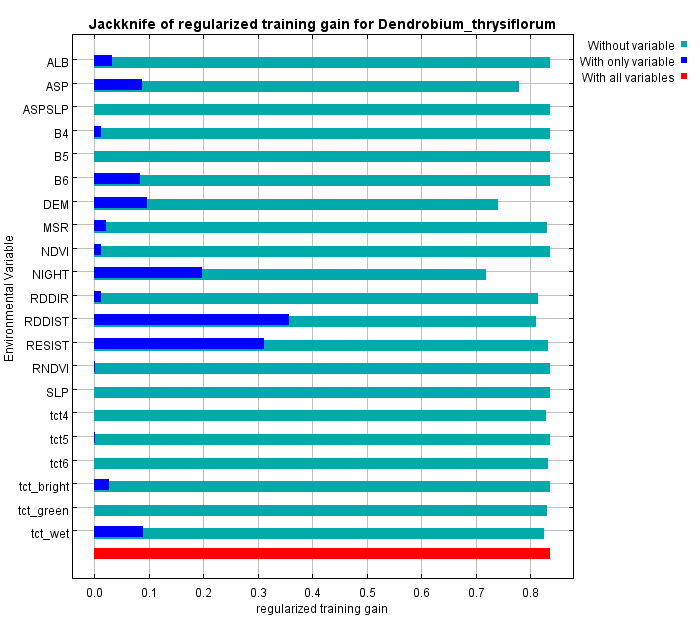 Jackknife of regularized training gain for Dendrobium_thrysiflorum
Without variable
With only variable
With all variables
Environmental Variable
ALB
ASP
ASPSLP
B4
B5
B6
DEM
MSR
NDVI
NIGHT
RDDIR
RDDIST
RESIST
RNDVI
SLP
tct4
tct5
tct6
tct_bright
tct_green
tct_wet
0.0 0.1 0.2 0.3 0.4 0.5 0.6 0.7 0.8
regularized training gain